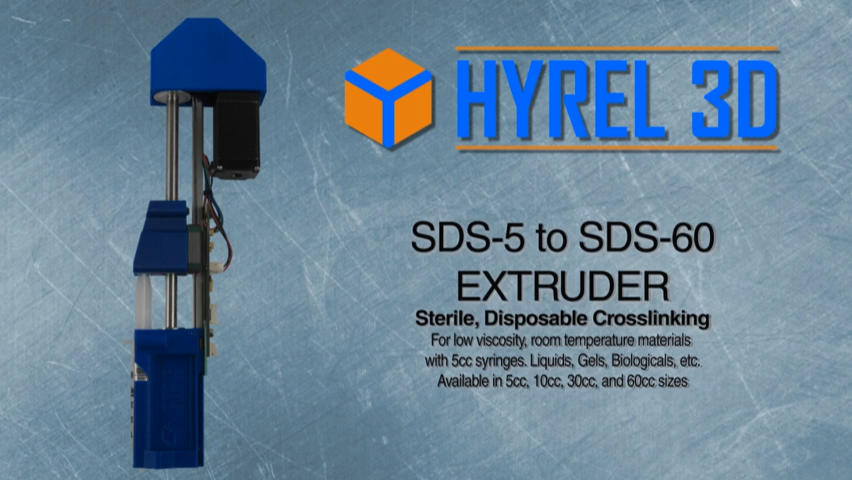 HYREL 3D
SDS-5 to SDS-60
EXTRUDER
Sterile, Disposable Crosslinking
For low viscosity, room temperature materials
with 5cc syringes. Liquids, Gels, Biologicals, etc.
Available in 5cc, 10cc, 30cc, and 60cc sizes